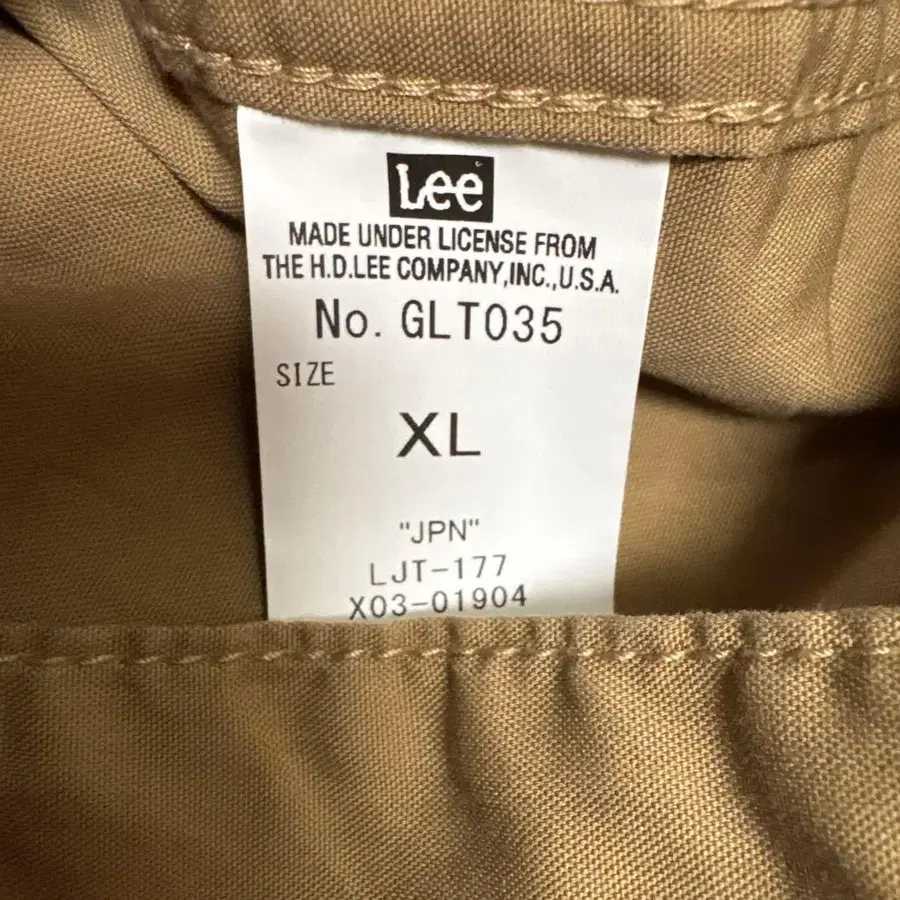 Lee
MADE UNDER LICENSE FROM
THE H.D.LEE COMPANY,INC.,U.S.A.
No. GLT035
SIZE
XL
"JPN"
LJT-177
X03-01904